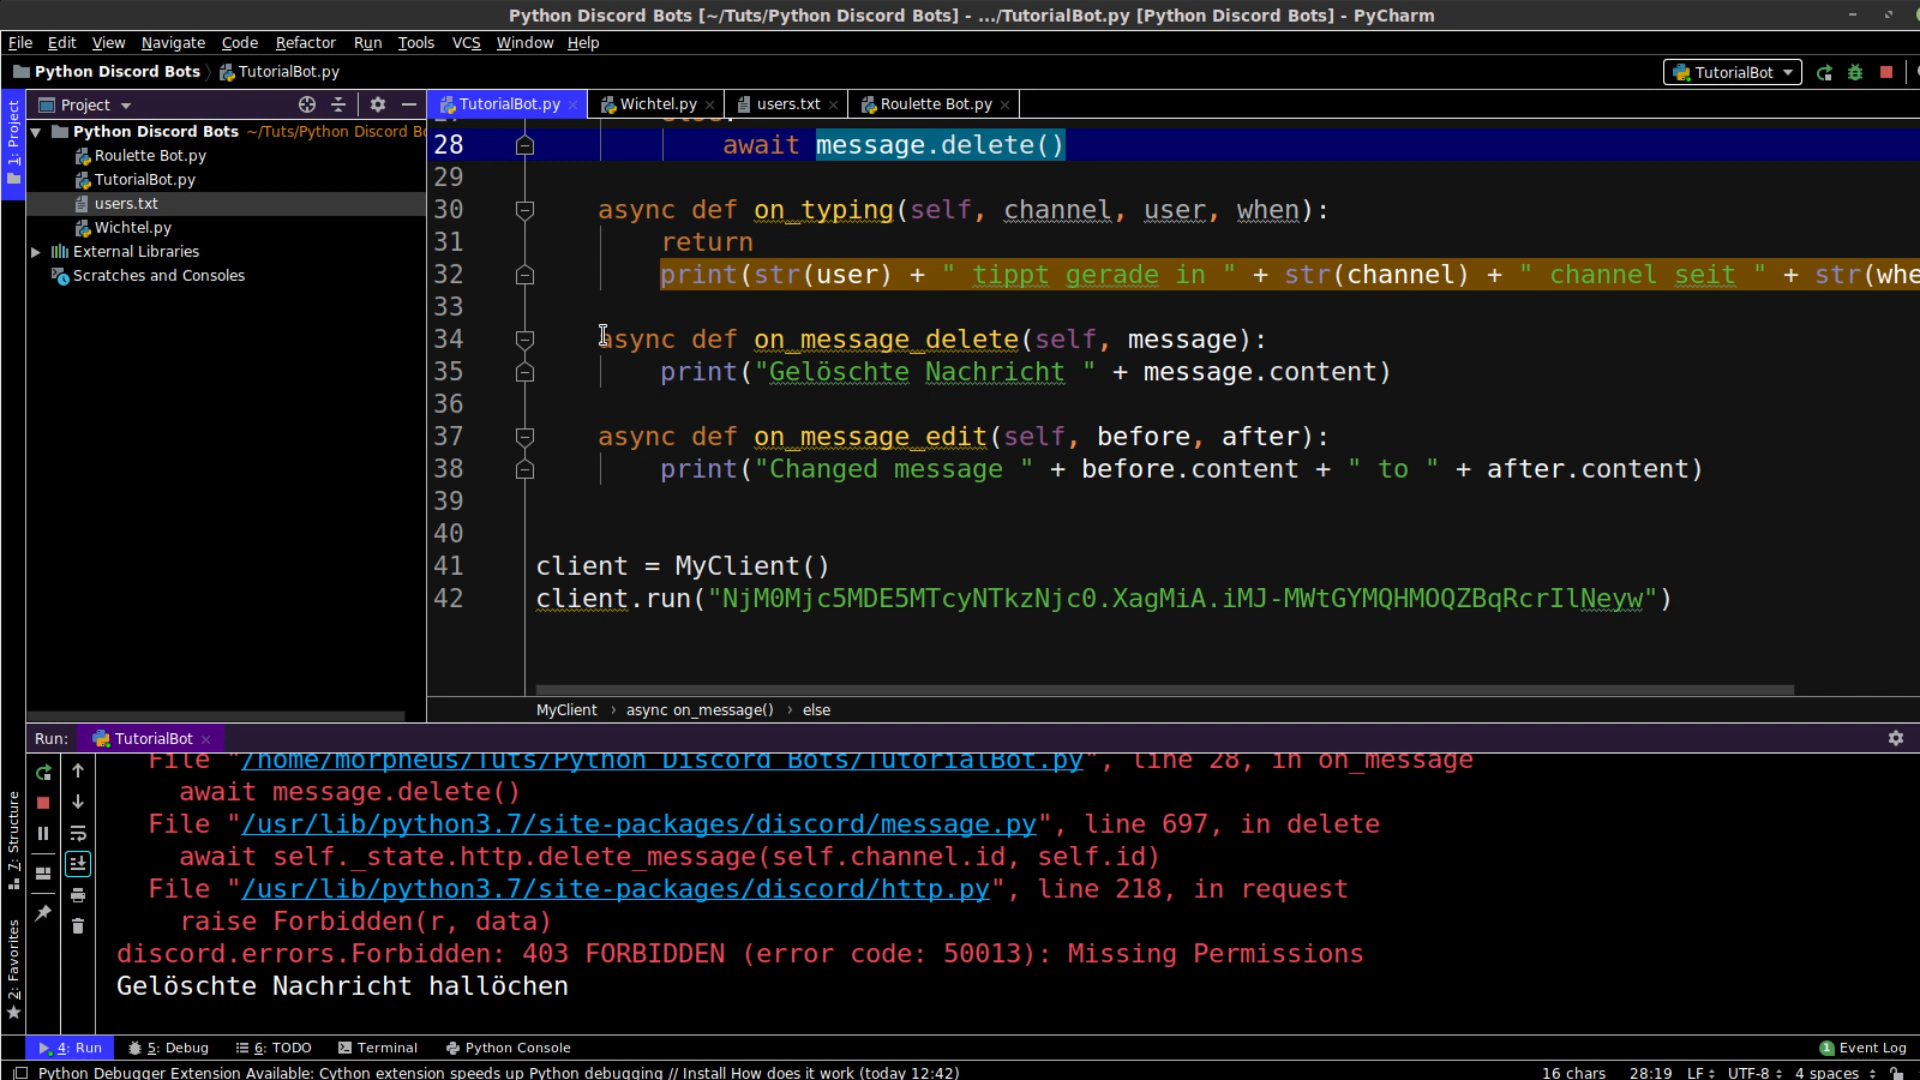 Python Discord Bots [~/Tuts/Python Discord Bots] - .../TutorialBot.py [Python Discord Bots] - PyCharm
File Edit View Navigate Code Refactor Run Tools VCS Window Help
Python Discord Bots TutorialBot.py TutorialBot
Project TutorialBot.py Wichtel.py users.txt Roulette Bot.py
1: Project
Python Discord Bots ~/Tuts/Python Discord Bo
Roulette Bot.py
TutorialBot.py
users.txt
Wichtel.py
External Libraries
Scratches and Consoles
28 await message.delete()
29
30 async def on_typing(self, channel, user, when):
31 return
32 print(str(user) + " tippt gerade in " + str(channel) + " channel seit " + str(whe
33
34 async def on_message_delete(self, message):
35 print("Gelöschte Nachricht " + message.content)
36
37 async def on_message_edit(self, before, after):
38 print("Changed message " + before.content + " to " + after.content)
39
40
41 client = MyClient()
42 client.run("NjM0Mjc5MDE5MTcyNTkzNjc0.XagMiA.iMJ-MWtGYMQHMOQZBqRcrIlNeyw")
MyClient › async on_message() › else
Run: TutorialBot
File "/home/morpheus/Tuts/Python Discord Bots/TutorialBot.py", line 28, in on_message
await message.delete()
File "/usr/lib/python3.7/site-packages/discord/message.py", line 697, in delete
await self._state.http.delete_message(self.channel.id, self.id)
File "/usr/lib/python3.7/site-packages/discord/http.py", line 218, in request
raise Forbidden(r, data)
discord.errors.Forbidden: 403 FORBIDDEN (error code: 50013): Missing Permissions
Gelöschte Nachricht hallöchen
7: Structure
2: Favorites
4: Run 5: Debug 6: TODO Terminal Python Console 1 Event Log
Python Debugger Extension Available: Cython extension speeds up Python debugging // Install How does it work (today 12:42) 16 chars 28:19 LF UTF-8 4 spaces